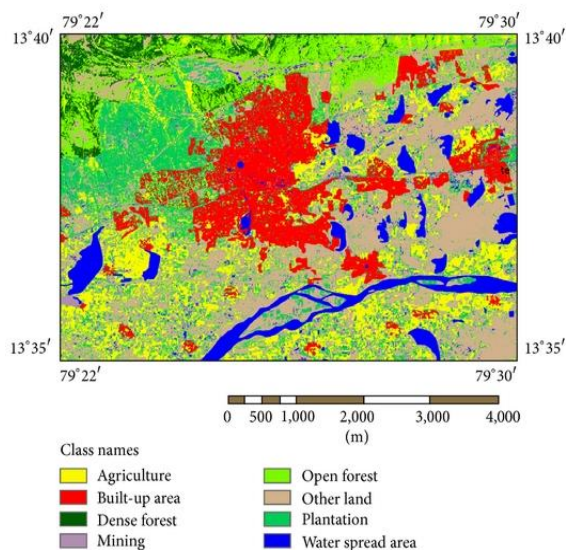 79°22′ 79°30′
13°40′ 13°40′
13°35′ 13°35′
79°22′ 79°30′
0 500 1,000 2,000 3,000 4,000
(m)
Class names
Agriculture Open forest
Built-up area Other land
Dense forest Plantation
Mining Water spread area